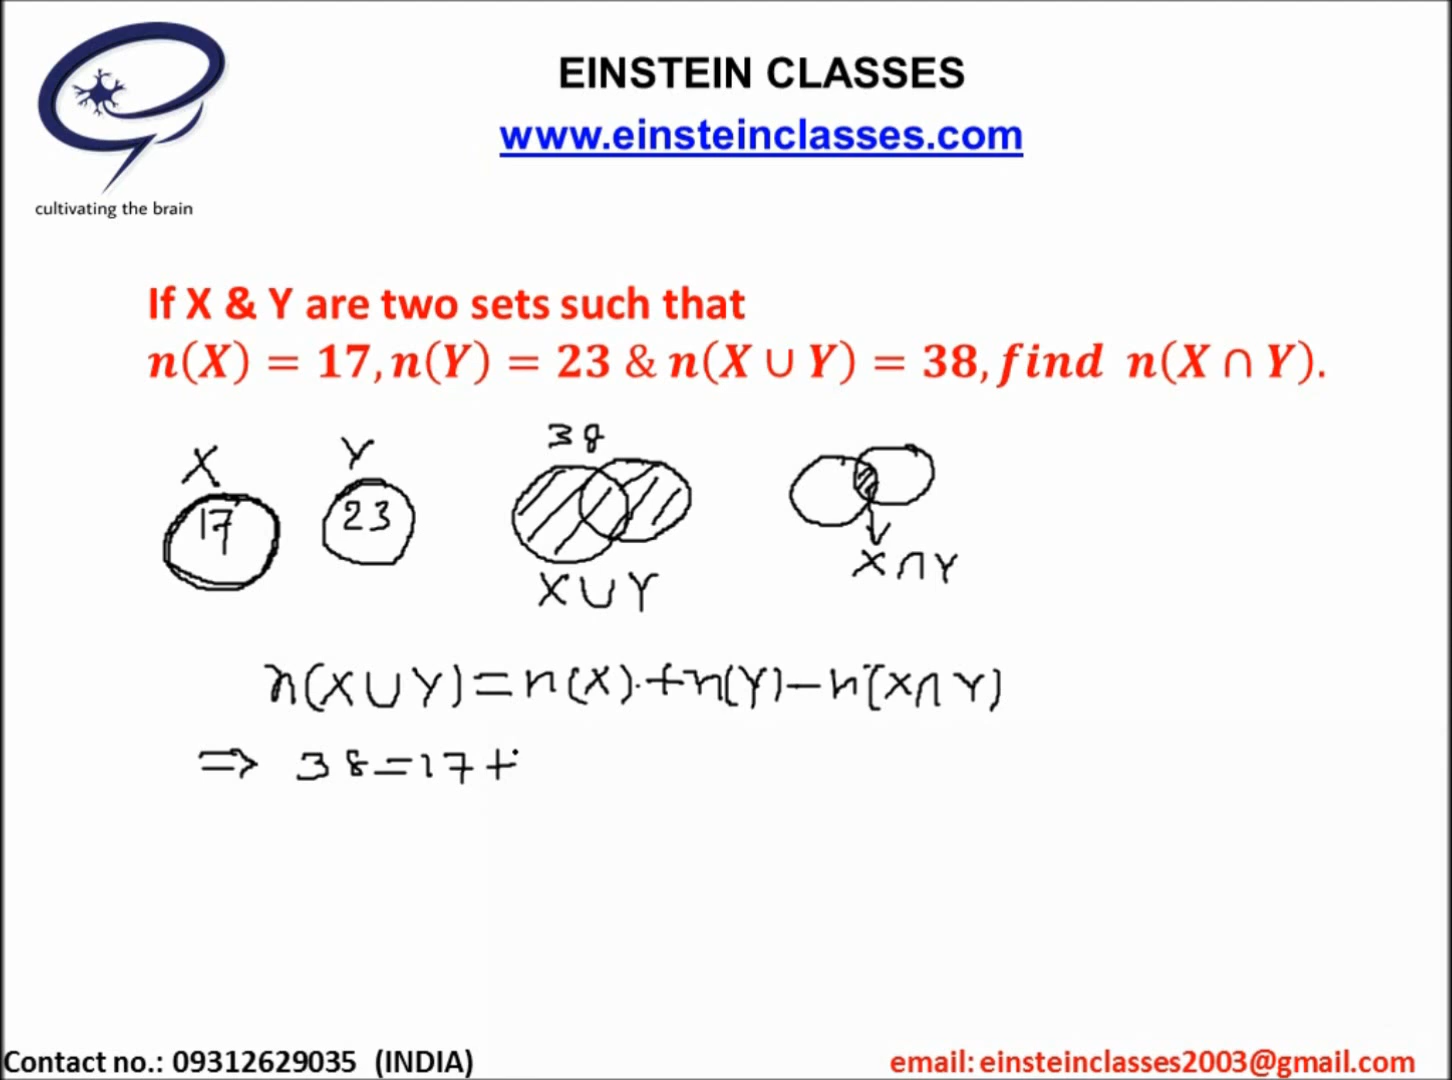 EINSTEIN CLASSES
www.einsteinclasses.com
cultivating the brain
If X & Y are two sets such that
n(X) = 17, n(Y) = 23 & n(X ∪ Y) = 38, find n(X ∩ Y).
X Y 38
17 23
X∪Y X∩Y
n(X∪Y)=n(X)+n(Y)-n(X∩Y)
⇒ 38=17+
Contact no.: 09312629035 (INDIA) email: einsteinclasses2003@gmail.com